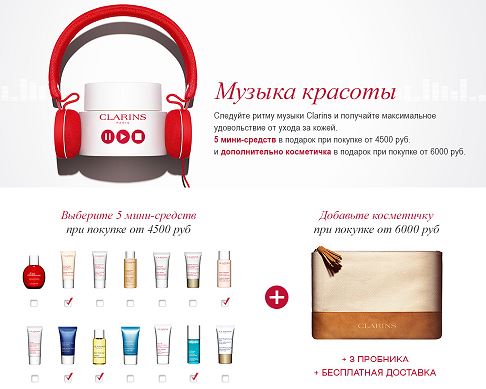 CLARINS
PARIS
Музыка красоты
Следуйте ритму музыки Clarins и получайте максимальное
удовольствие от ухода за кожей.
5 мини-средств в подарок при покупке от 4500 руб.
и дополнительно косметичка в подарок при покупке от 6000 руб.
Выберите 5 мини-средств
при покупке от 4500 руб
Добавьте косметичку
при покупке от 6000 руб
CLARINS
+ 3 ПРОБНИКА
+ БЕСПЛАТНАЯ ДОСТАВКА